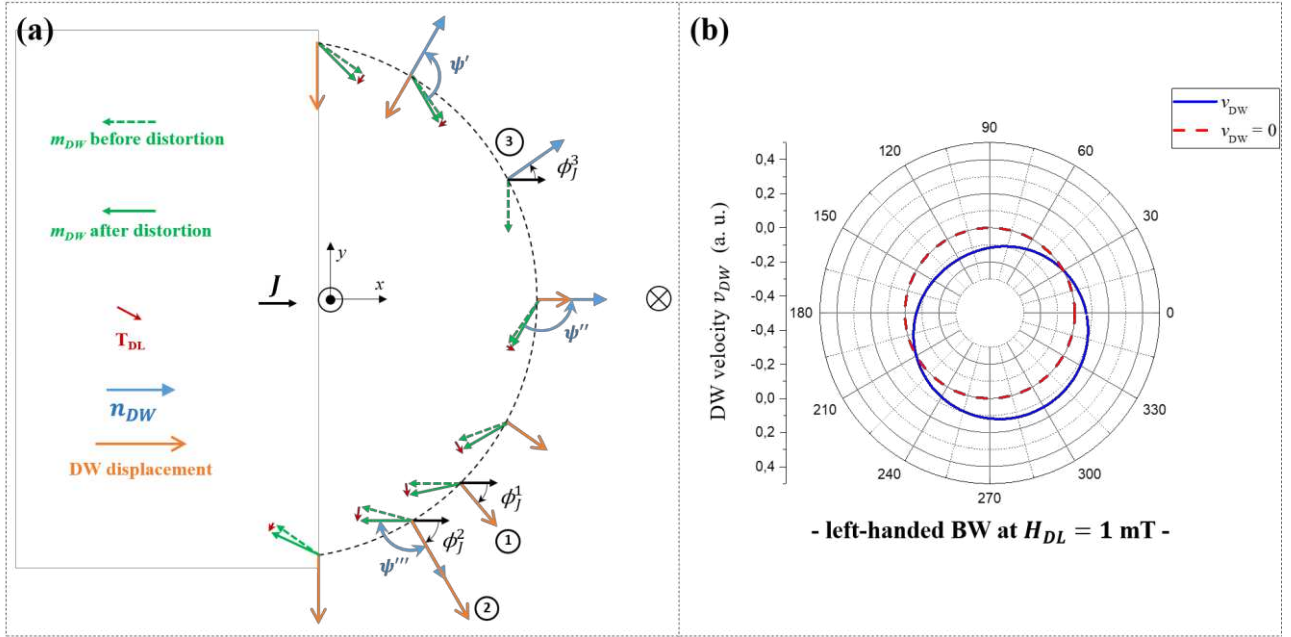 (a)
m_DW before distortion
m_DW after distortion
T_DL
n_DW
DW displacement
J
y
x
ψ′
3
ϕ_J^3
ψ′′
ϕ_J^1
1
ϕ_J^2
ψ′′′
2
(b)
v_DW
v_DW = 0
DW velocity v_DW (a. u.)
0,4
0,2
0,0
-0,2
-0,4
-0,4
-0,2
0,0
0,2
0,4
90
60
30
0
330
300
270
240
210
180
150
120
- left-handed BW at H_DL = 1 mT -